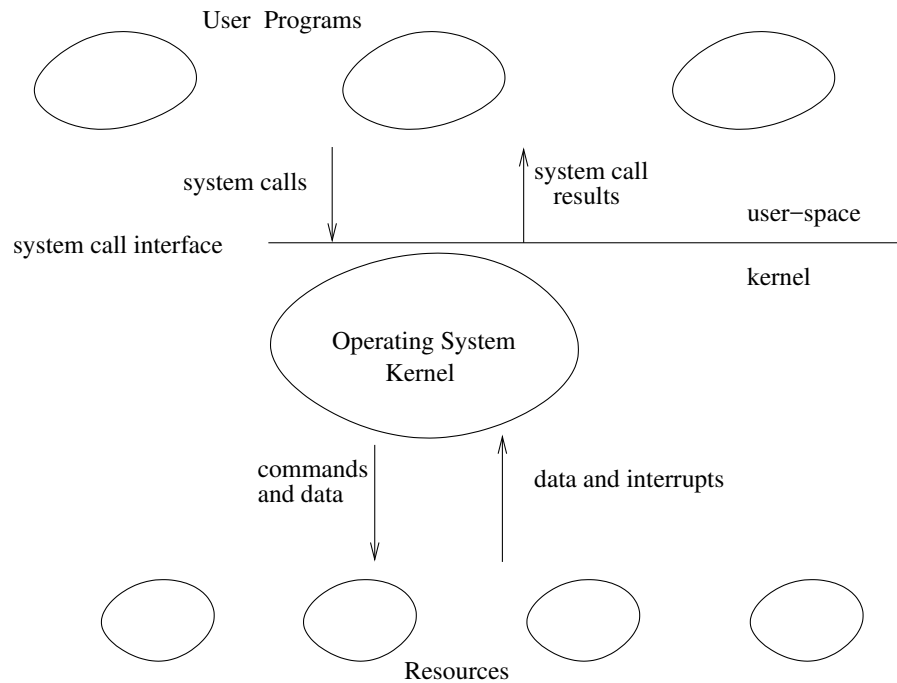 User Programs
system calls
system call
results
user-space
system call interface
kernel
Operating System
Kernel
commands
and data
data and interrupts
Resources